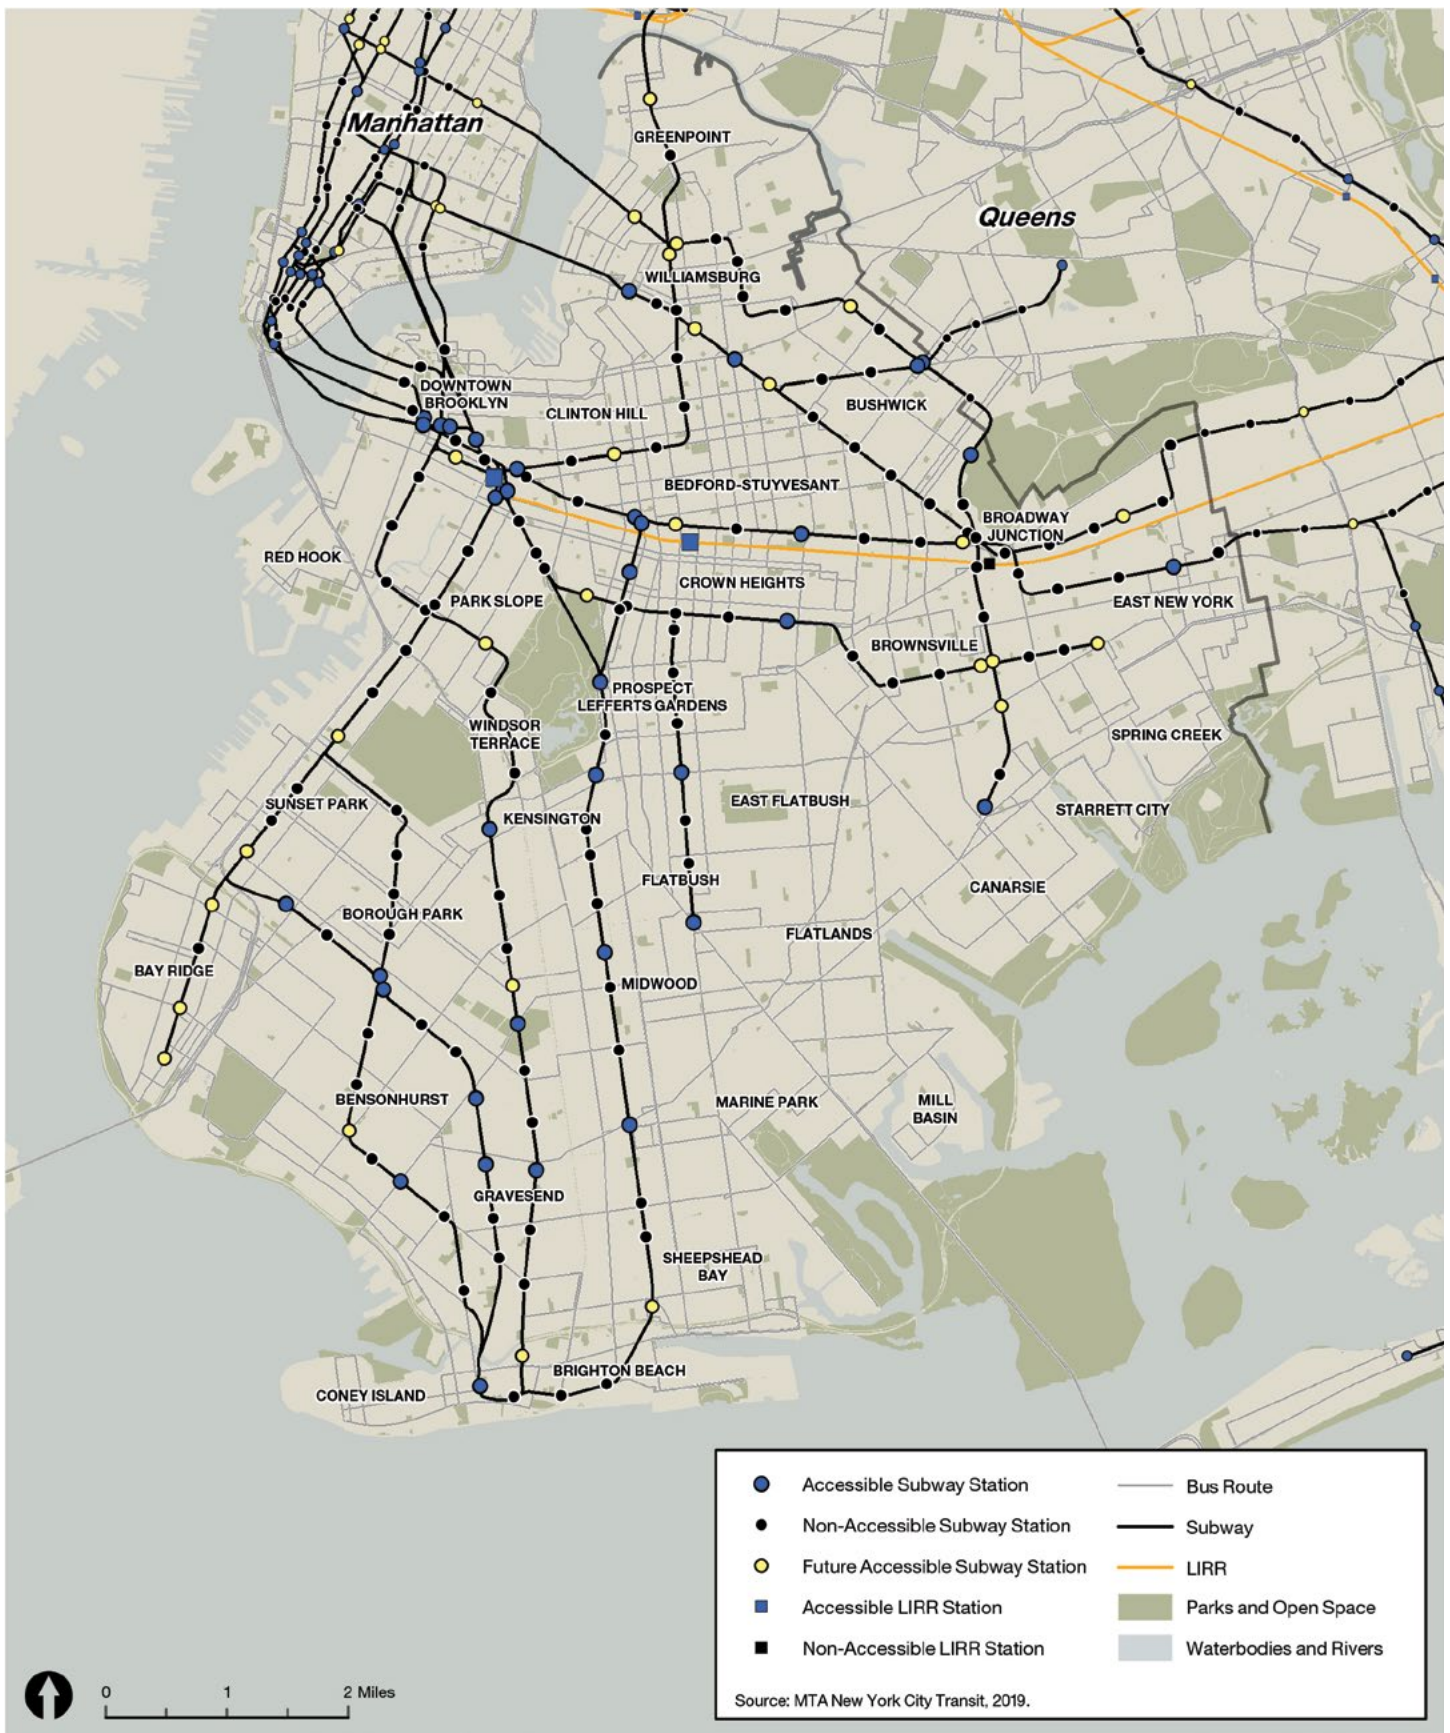 Manhattan
GREENPOINT
Queens
WILLIAMSBURG
DOWNTOWN
BROOKLYN
CLINTON HILL
BUSHWICK
BEDFORD-STUYVESANT
BROADWAY
JUNCTION
RED HOOK
CROWN HEIGHTS
PARK SLOPE
EAST NEW YORK
BROWNSVILLE
PROSPECT
LEFFERTS GARDENS
WINDSOR
TERRACE
SPRING CREEK
SUNSET PARK
EAST FLATBUSH
STARRETT CITY
KENSINGTON
FLATBUSH
CANARSIE
BOROUGH PARK
FLATLANDS
BAY RIDGE
MIDWOOD
BENSONHURST
MARINE PARK
MILL
BASIN
GRAVESEND
SHEEPSHEAD
BAY
BRIGHTON BEACH
CONEY ISLAND
Accessible Subway Station
Non-Accessible Subway Station
Future Accessible Subway Station
Accessible LIRR Station
Non-Accessible LIRR Station
Bus Route
Subway
LIRR
Parks and Open Space
Waterbodies and Rivers
Source: MTA New York City Transit, 2019.
0 1 2 Miles